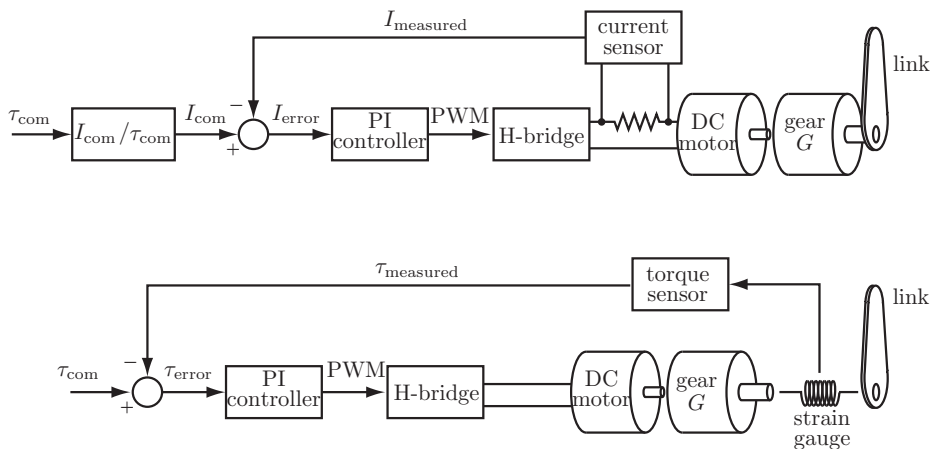 I_measured
current
sensor
link
τ_com
I_com/τ_com
I_com
−
+
I_error
PI
controller
PWM
H-bridge
DC
motor
gear
G
τ_measured
torque
sensor
link
τ_com
−
+
τ_error
PI
controller
PWM
H-bridge
DC
motor
gear
G
strain
gauge